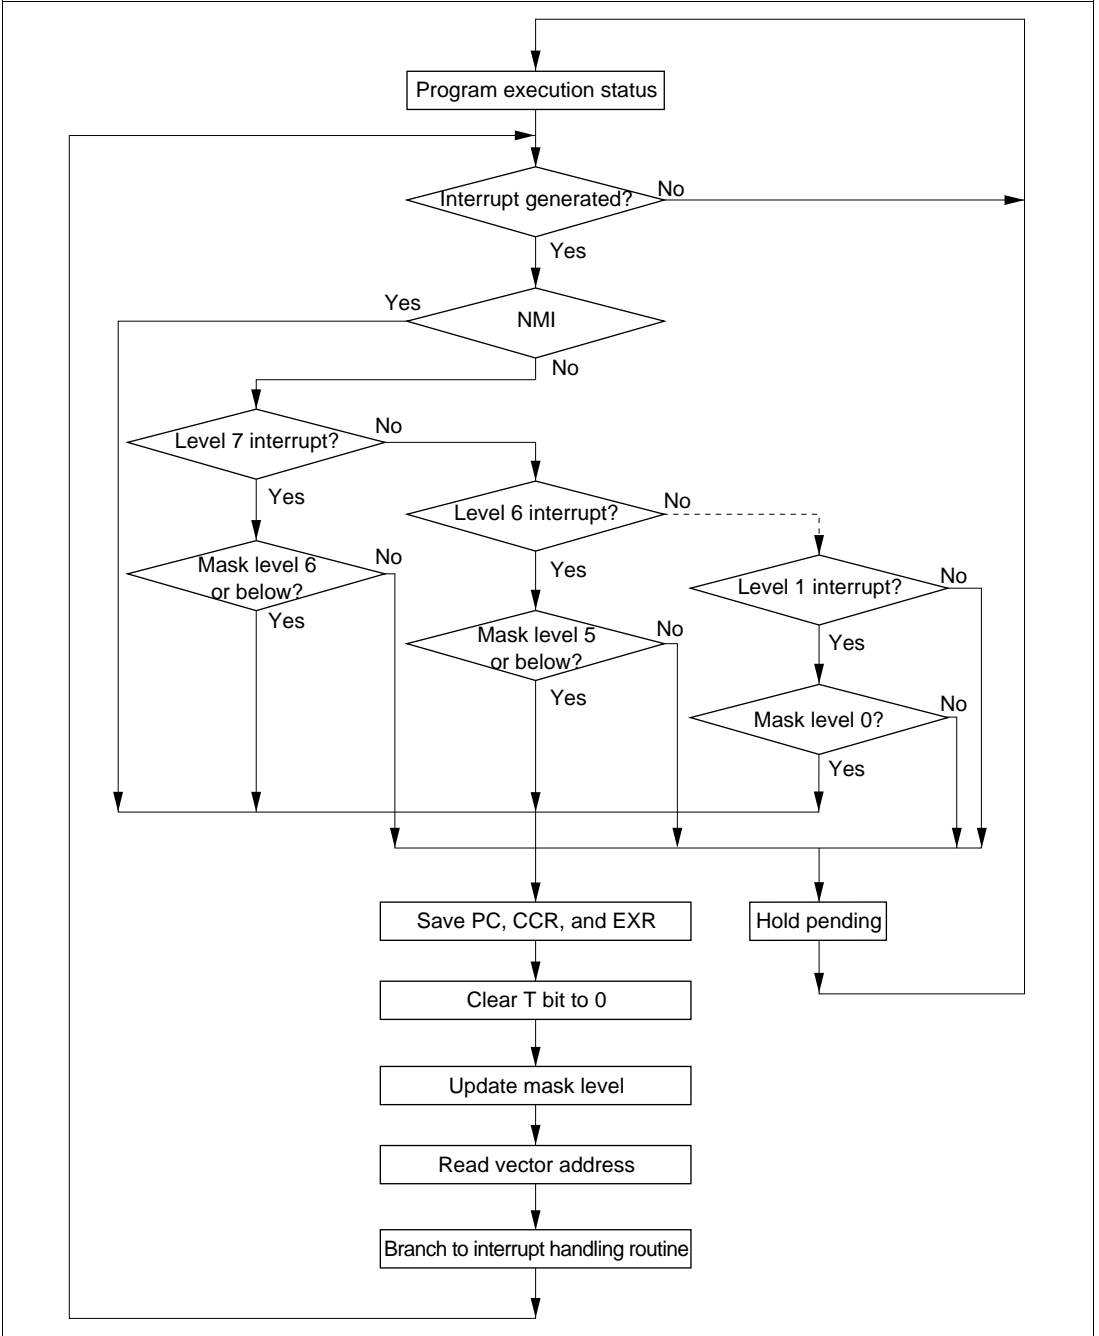 Program execution status
Interrupt generated?
No
Yes
Yes
NMI
No
Level 7 interrupt?
No
Yes
Level 6 interrupt?
No
Mask level 6
or below?
No
Yes
Yes
Level 1 interrupt?
No
Mask level 5
or below?
No
Yes
Yes
Mask level 0?
No
Yes
Save PC, CCR, and EXR
Hold pending
Clear T bit to 0
Update mask level
Read vector address
Branch to interrupt handling routine